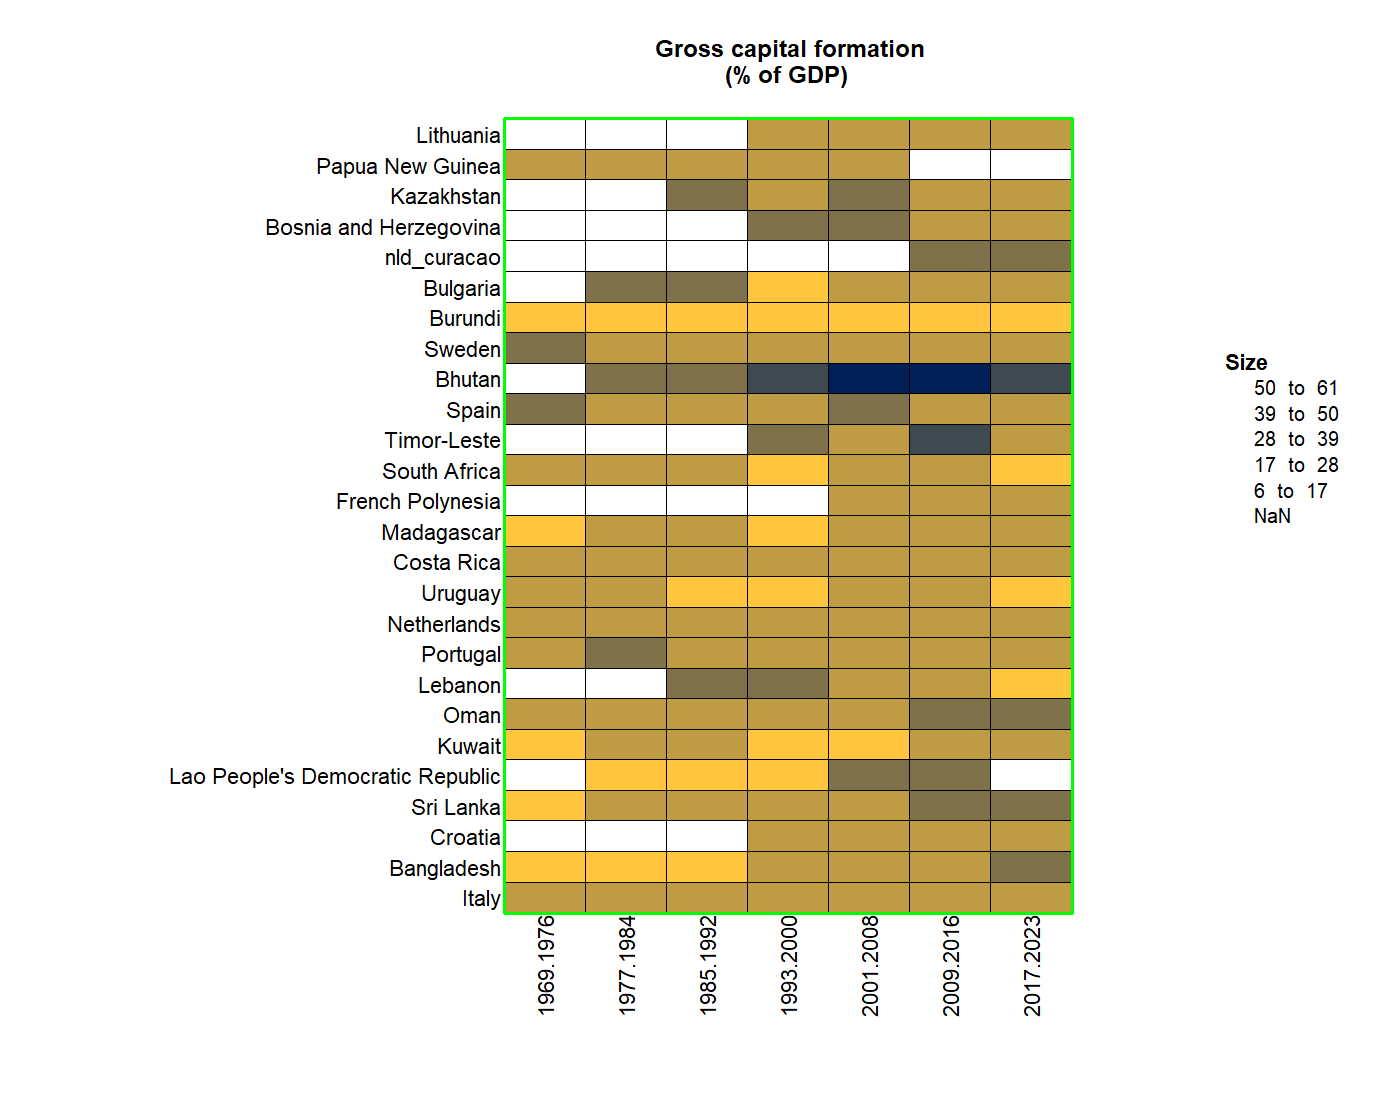 Gross capital formation
(% of GDP)
Lithuania
Papua New Guinea
Kazakhstan
Bosnia and Herzegovina
nld_curacao
Bulgaria
Burundi
Sweden
Bhutan
Spain
Timor-Leste
South Africa
French Polynesia
Madagascar
Costa Rica
Uruguay
Netherlands
Portugal
Lebanon
Oman
Kuwait
Lao People's Democratic Republic
Sri Lanka
Croatia
Bangladesh
Italy
1969.1976
1977.1984
1985.1992
1993.2000
2001.2008
2009.2016
2017.2023
Size
50 to 61
39 to 50
28 to 39
17 to 28
6 to 17
NaN